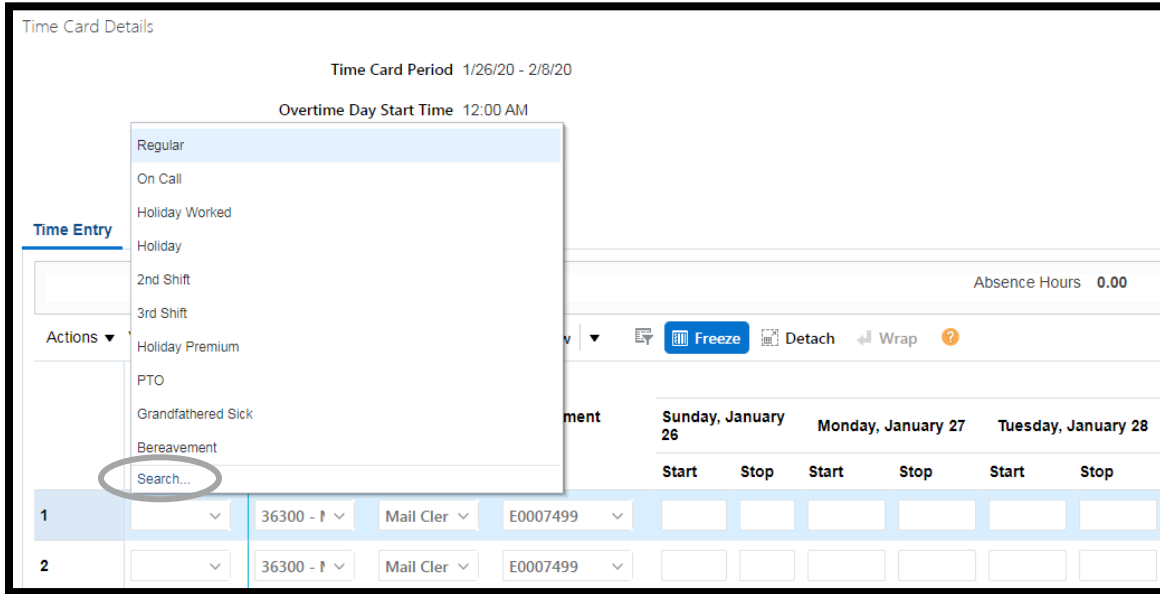 Time Card Details
Time Card Period 1/26/20 - 2/8/20
Overtime Day Start Time 12:00 AM
Regular
On Call
Holiday Worked
Time Entry
Holiday
2nd Shift
Absence Hours 0.00
3rd Shift
Actions
Freeze Detach Wrap ?
Holiday Premium
PTO
Grandfathered Sick
ment Sunday, January 26 Monday, January 27 Tuesday, January 28
Bereavement
Search...
Start Stop Start Stop Start Stop
1 36300 - Mail Cler E0007499
2 36300 - Mail Cler E0007499